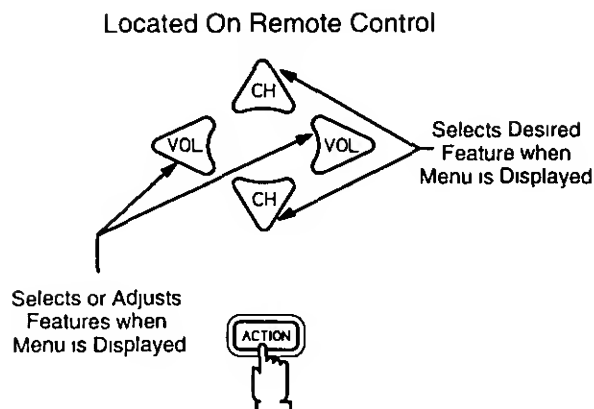 Located On Remote Control
CH
VOL
VOL
CH
Selects Desired
Feature when
Menu is Displayed
Selects or Adjusts
Features when
Menu is Displayed
ACTION